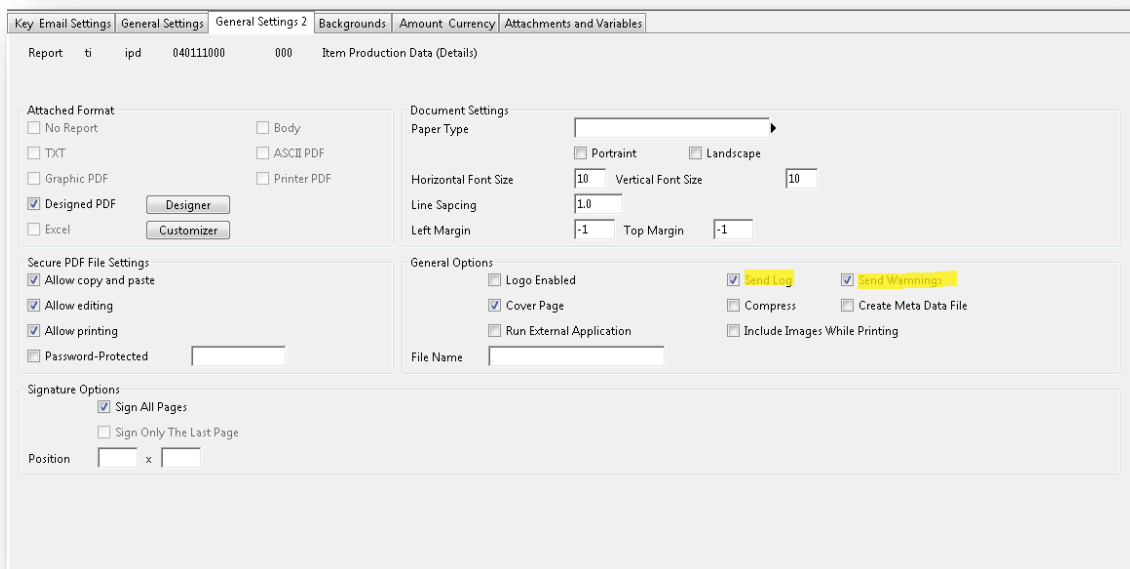 Key Email Settings General Settings General Settings 2 Backgrounds Amount Currency Attachments and Variables
Report ti ipd 040111000 000 Item Production Data (Details)
Attached Format
No Report Body
TXT ASCII PDF
Graphic PDF Printer PDF
Designed PDF Designer
Excel Customizer
Document Settings
Paper Type
Portraint Landscape
Horizontal Font Size 10 Vertical Font Size 10
Line Sapcing 1.0
Left Margin -1 Top Margin -1
Secure PDF File Settings
Allow copy and paste
Allow editing
Allow printing
Password-Protected
General Options
Logo Enabled Send Log Send Warnnings
Cover Page Compress Create Meta Data File
Run External Application Include Images While Printing
File Name
Signature Options
Sign All Pages
Sign Only The Last Page
Position x